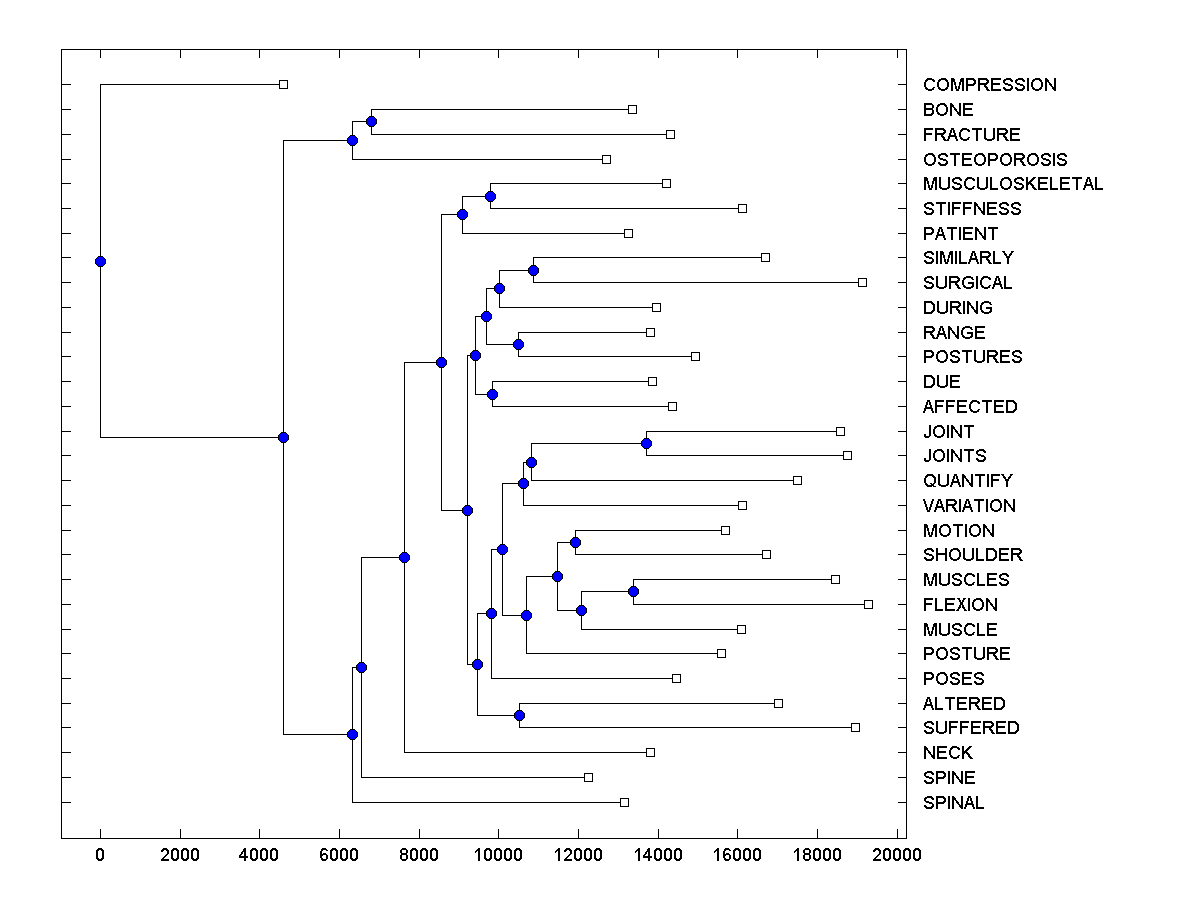 COMPRESSION
BONE
FRACTURE
OSTEOPOROSIS
MUSCULOSKELETAL
STIFFNESS
PATIENT
SIMILARLY
SURGICAL
DURING
RANGE
POSTURES
DUE
AFFECTED
JOINT
JOINTS
QUANTIFY
VARIATION
MOTION
SHOULDER
MUSCLES
FLEXION
MUSCLE
POSTURE
POSES
ALTERED
SUFFERED
NECK
SPINE
SPINAL
0 2000 4000 6000 8000 10000 12000 14000 16000 18000 20000